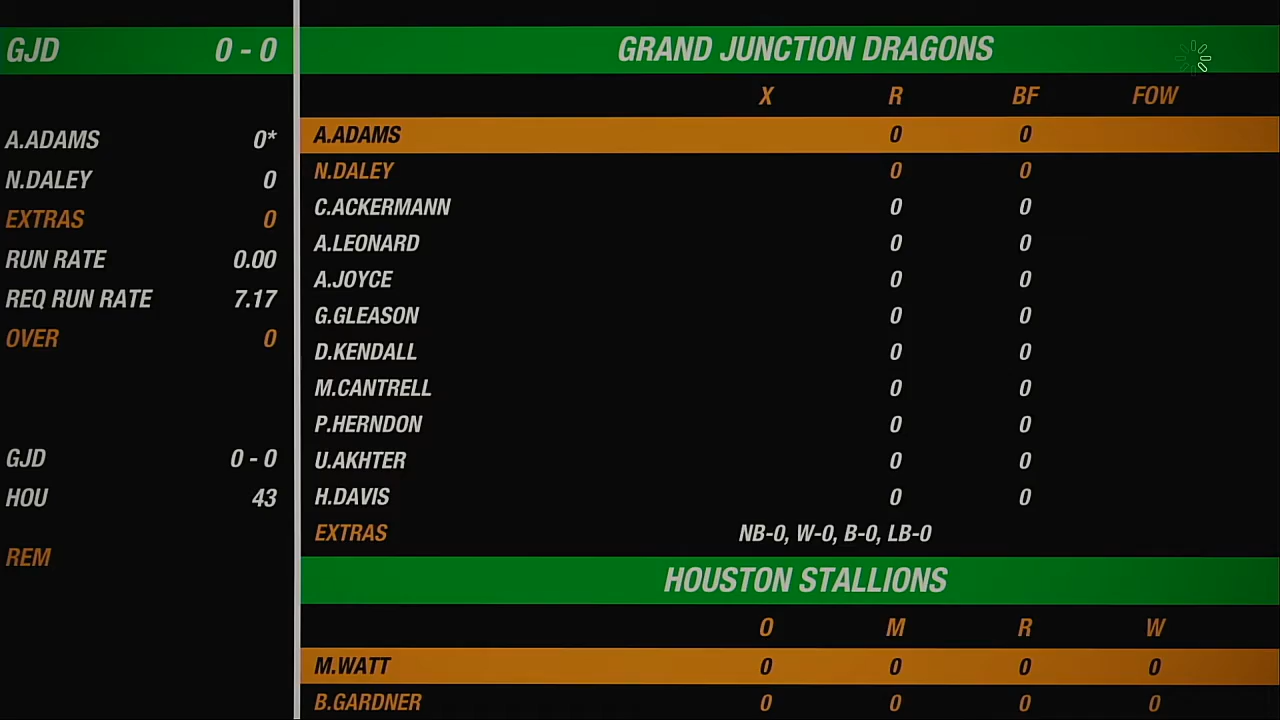 GJD 0 - 0
A.ADAMS 0*
N.DALEY 0
EXTRAS 0
RUN RATE 0.00
REQ RUN RATE 7.17
OVER 0
GJD 0 - 0
HOU 43
REM
GRAND JUNCTION DRAGONS
X R BF FOW
A.ADAMS 0 0
N.DALEY 0 0
C.ACKERMANN 0 0
A.LEONARD 0 0
A.JOYCE 0 0
G.GLEASON 0 0
D.KENDALL 0 0
M.CANTRELL 0 0
P.HERNDON 0 0
U.AKHTER 0 0
H.DAVIS 0 0
EXTRAS NB-0, W-0, B-0, LB-0
HOUSTON STALLIONS
O M R W
M.WATT 0 0 0 0
B.GARDNER 0 0 0 0